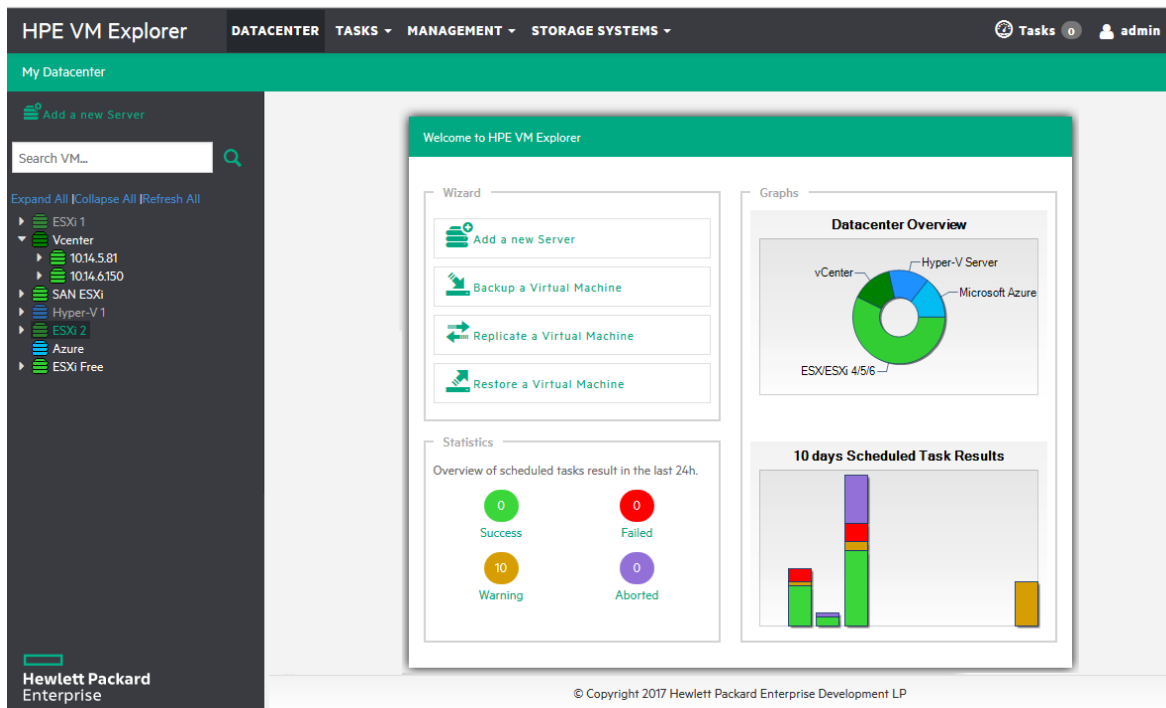 HPE VM Explorer
DATACENTER TASKS MANAGEMENT STORAGE SYSTEMS
Tasks 0 admin
My Datacenter
Add a new Server
Search VM...
Expand All |Collapse All |Refresh All
ESXi 1
Vcenter
10.14.5.81
10.14.6.150
SAN ESXi
Hyper-V 1
ESXi 2
Azure
ESXi Free
Hewlett Packard
Enterprise
Welcome to HPE VM Explorer
Wizard
Add a new Server
Backup a Virtual Machine
Replicate a Virtual Machine
Restore a Virtual Machine
Statistics
Overview of scheduled tasks result in the last 24h.
0 0
Success Failed
10 0
Warning Aborted
Graphs
Datacenter Overview
Hyper-V Server
vCenter
Microsoft Azure
ESX/ESXi 4/5/6
10 days Scheduled Task Results
© Copyright 2017 Hewlett Packard Enterprise Development LP